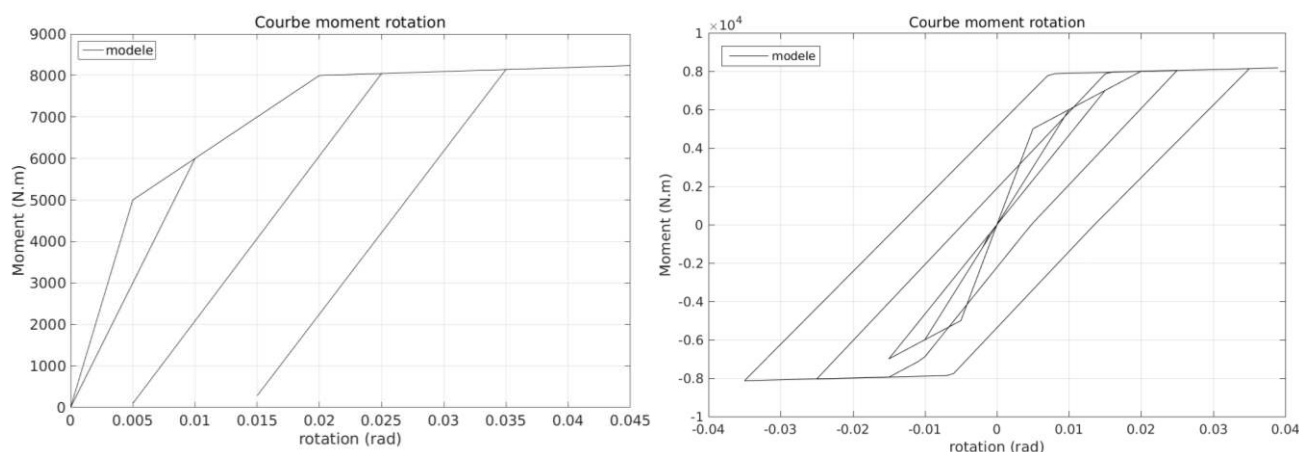 Courbe moment rotation
modele
Moment (N.m)
9000
8000
7000
6000
5000
4000
3000
2000
1000
0
0 0.005 0.01 0.015 0.02 0.025 0.03 0.035 0.04 0.045
rotation (rad)
Courbe moment rotation
×10⁴
modele
Moment (N.m)
1
0.8
0.6
0.4
0.2
0
-0.2
-0.4
-0.6
-0.8
-1
-0.04 -0.03 -0.02 -0.01 0 0.01 0.02 0.03 0.04
rotation (rad)